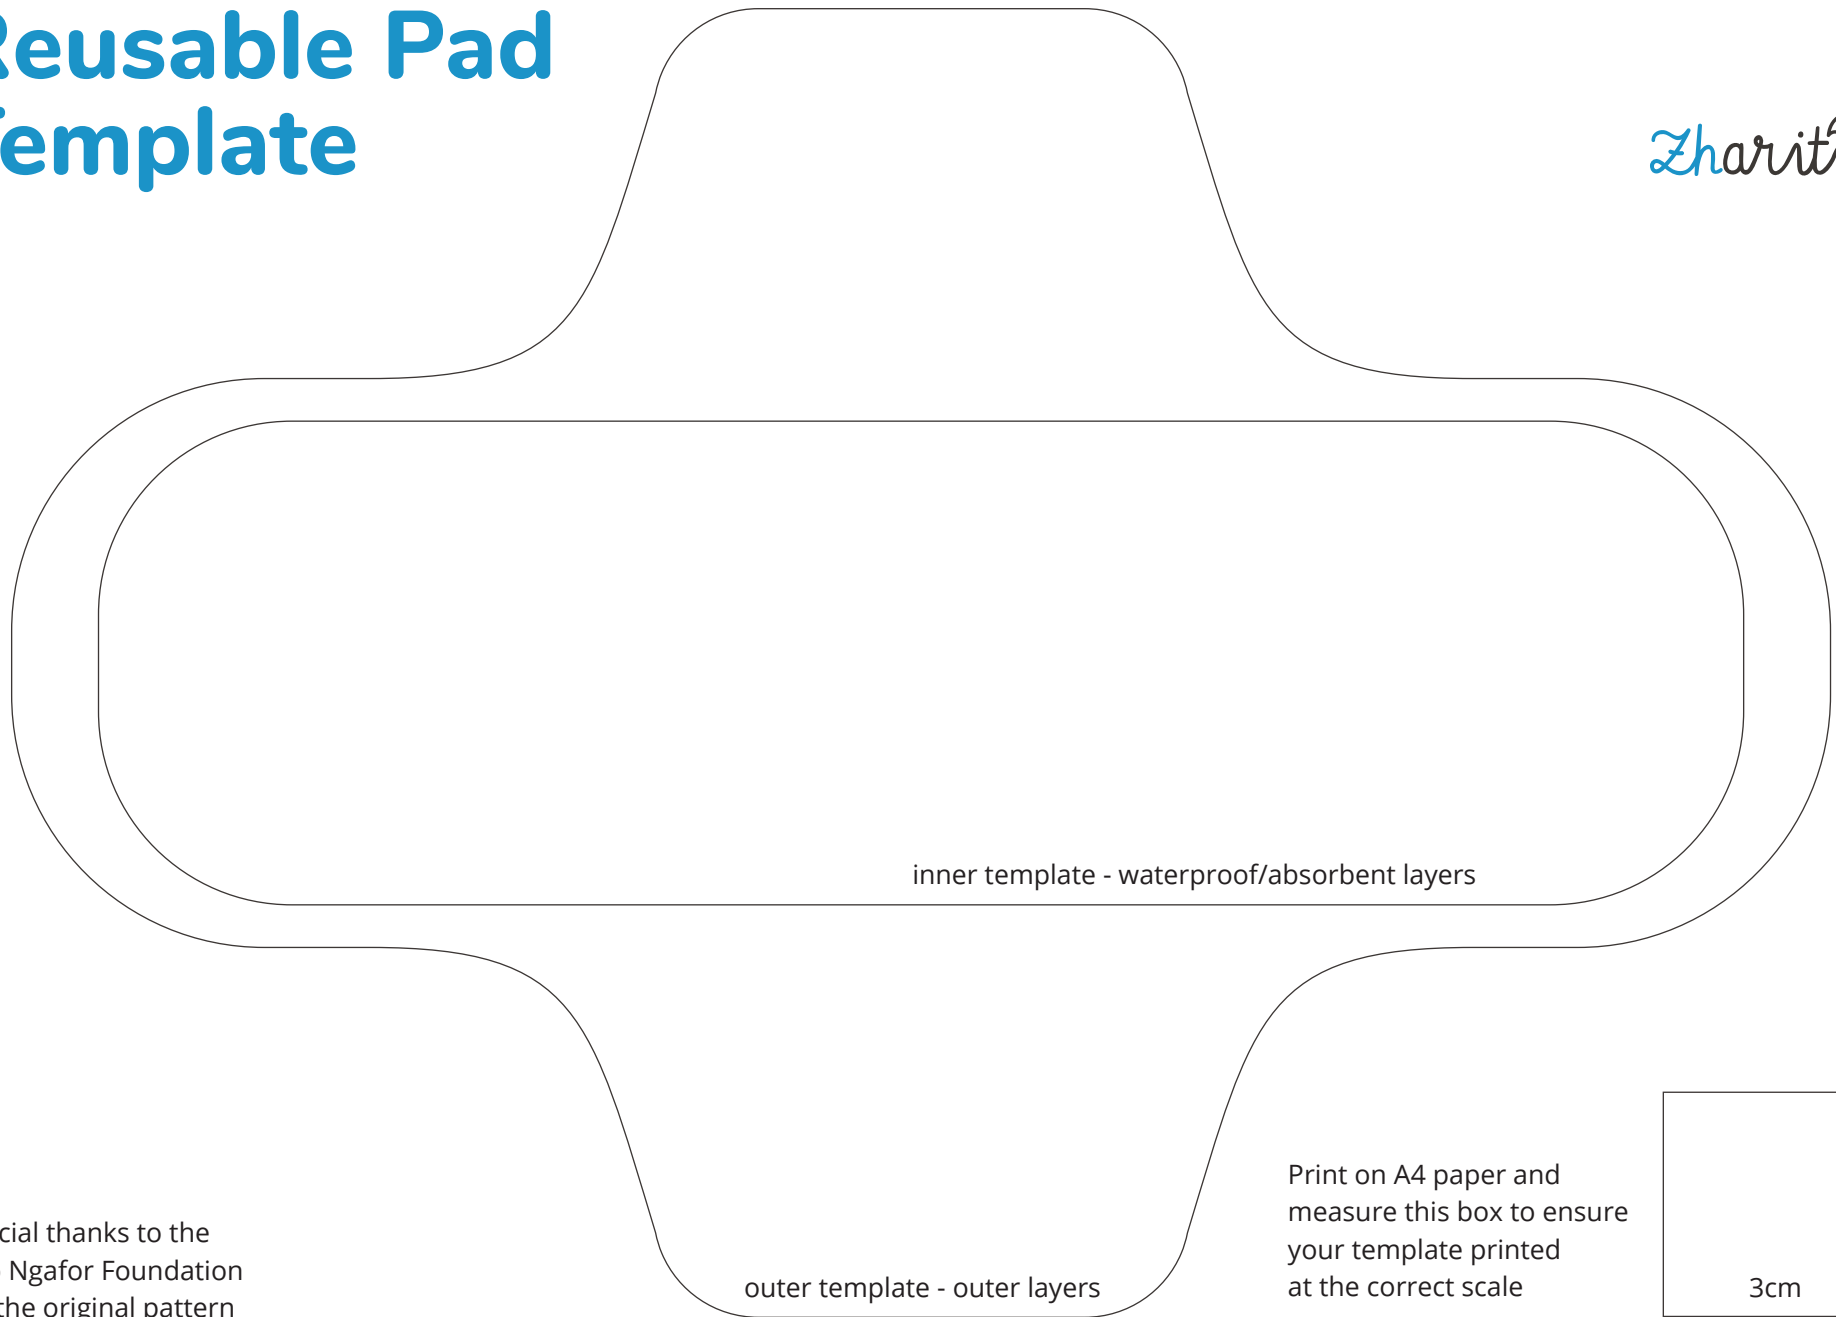 Reusable Pad
Template
Zharit
inner template - waterproof/absorbent layers
Print on A4 paper and
measure this box to ensure
your template printed
at the correct scale
3cm
outer template - outer layers
cial thanks to the
Ngafor Foundation
the original pattern